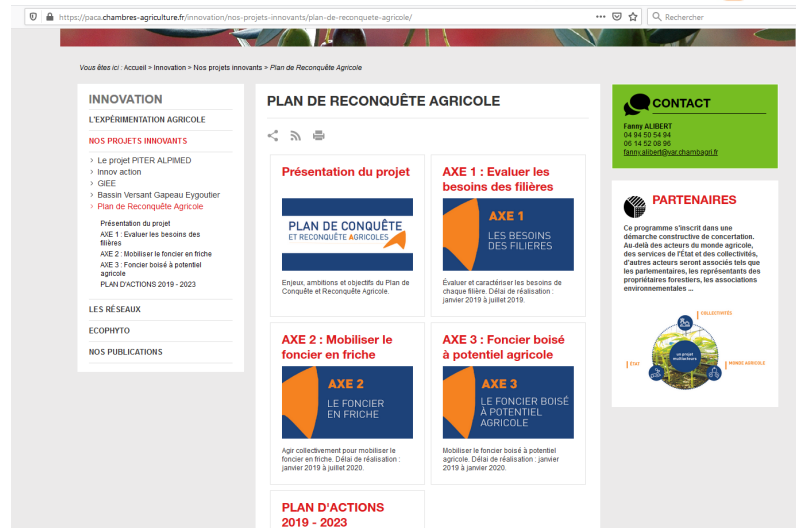 https://paca.chambres-agriculture.fr/innovation/nos-projets-innovants/plan-de-reconquete-agricole/
Rechercher
Vous êtes ici : Accueil > Innovation > Nos projets innovants > Plan de Reconquête Agricole
INNOVATION
L'EXPÉRIMENTATION AGRICOLE
NOS PROJETS INNOVANTS
> Le projet PITER ALPIMED
> Innov action
> GIEE
> Bassin Versant Gapeau Eygoutier
> Plan de Reconquête Agricole
Présentation du projet
AXE 1 : Evaluer les besoins des
filières
AXE 2 : Mobiliser le foncier en friche
AXE 3 : Foncier boisé à potentiel
agricole
PLAN D'ACTIONS 2019 - 2023
LES RÉSEAUX
ECOPHYTO
NOS PUBLICATIONS
PLAN DE RECONQUÊTE AGRICOLE
Présentation du projet
PLAN DE CONQUÊTE
ET RECONQUÊTE AGRICOLES
Enjeux, ambitions et objectifs du Plan de
Conquête et Reconquête Agricole.
AXE 1 : Evaluer les
besoins des filières
AXE 1
LES BESOINS
DES FILIERES
Évaluer et caractériser les besoins de
chaque filière. Délai de réalisation :
janvier 2019 à juillet 2019.
AXE 2 : Mobiliser le
foncier en friche
AXE 2
LE FONCIER
EN FRICHE
Agir collectivement pour mobiliser le
foncier en friche. Délai de réalisation :
janvier 2019 à juillet 2020.
AXE 3 : Foncier boisé
à potentiel agricole
AXE 3
LE FONCIER BOISÉ
À POTENTIEL
AGRICOLE
Mobiliser le foncier boisé à potentiel
agricole. Délai de réalisation : janvier
2019 à janvier 2020.
PLAN D'ACTIONS
2019 - 2023
CONTACT
Fanny ALIBERT
04 94 50 54 94
06 14 52 08 96
fanny.alibert@var.chambagri.fr
PARTENAIRES
Ce programme s'inscrit dans une
démarche constructive de concertation.
Au-delà des acteurs du monde agricole,
des services de l'État et des collectivités,
d'autres acteurs seront associés tels que
les parlementaires, les représentants des
propriétaires forestiers, les associations
environnementales ...
COLLECTIVITÉS
un projet
multiacteurs
ÉTAT
MONDE AGRICOLE